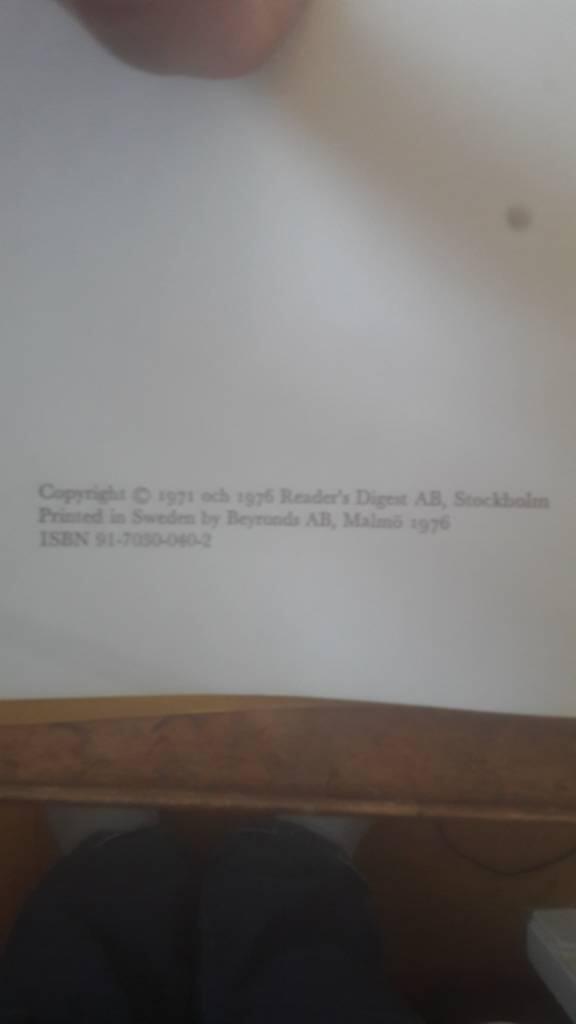 Copyright © 1971 och 1976 Reader's Digest AB, Stockholm
Printed in Sweden by Beyronds AB, Malmö 1976
ISBN 91-7030-040-2